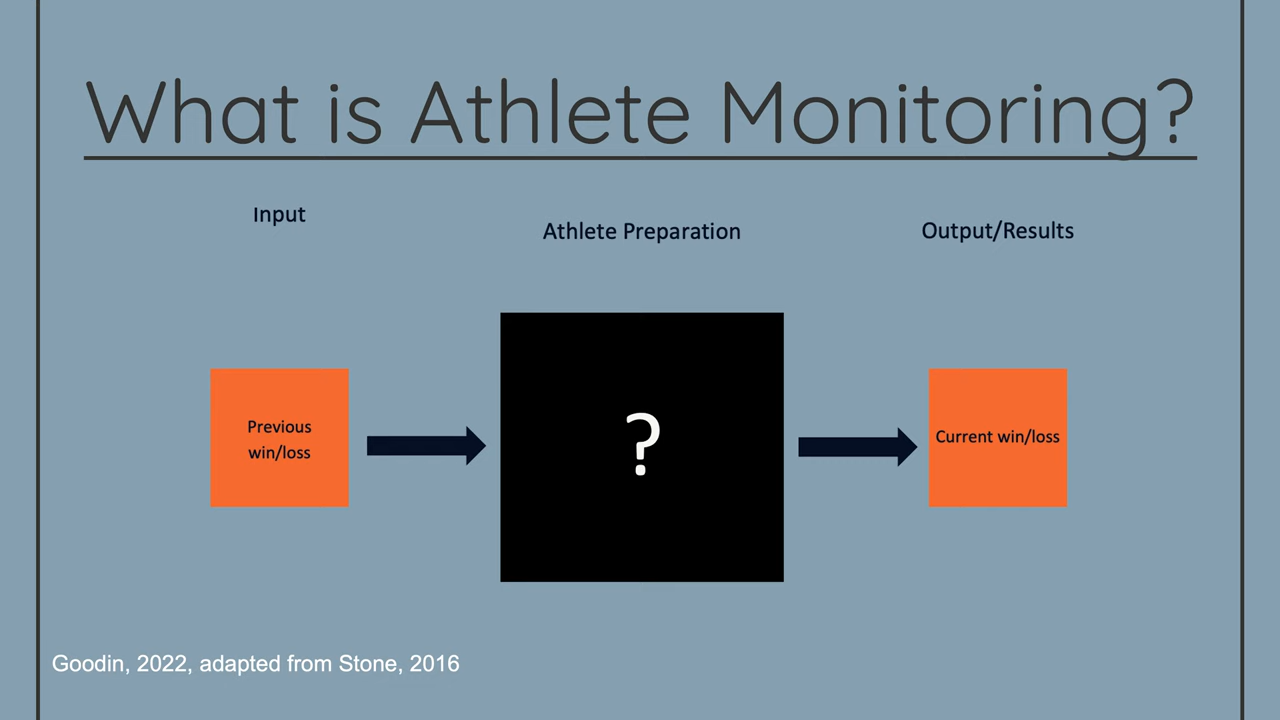 What is Athlete Monitoring?
Input
Athlete Preparation
Output/Results
Previous
win/loss
?
Current win/loss
Goodin, 2022, adapted from Stone, 2016